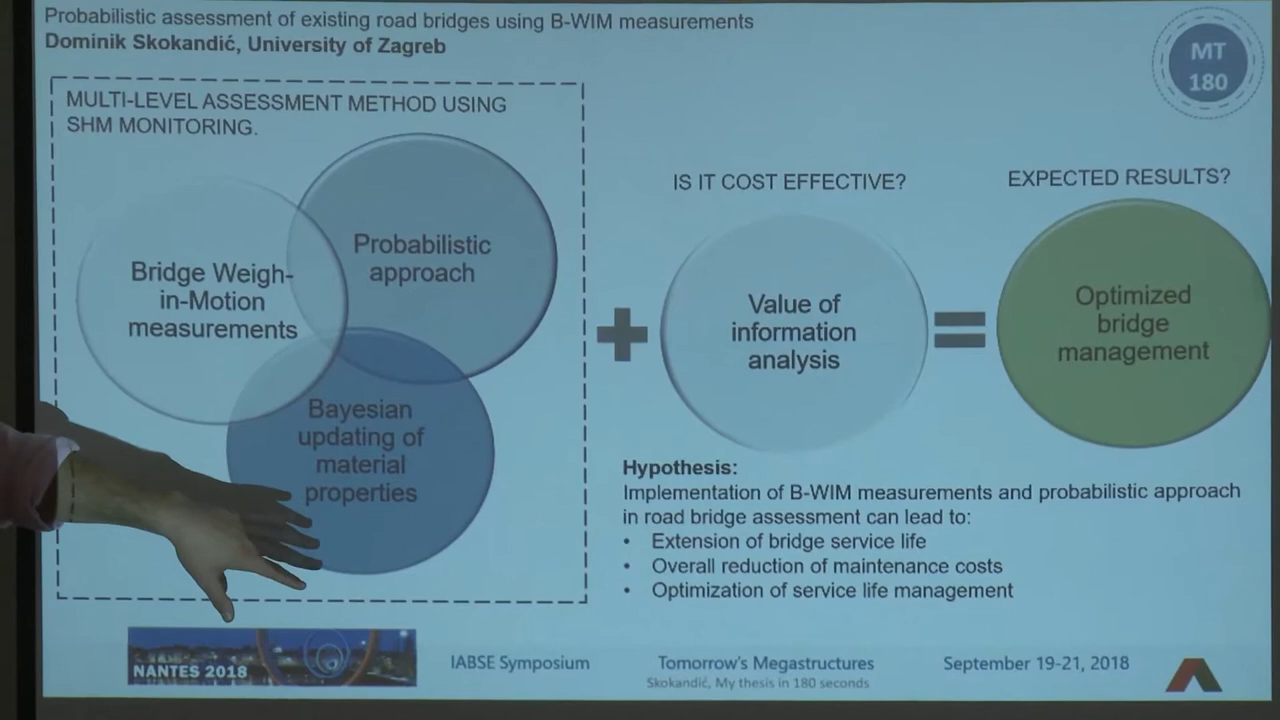 Probabilistic assessment of existing road bridges using B-WIM measurements
Dominik Skokandić, University of Zagreb
MT
180
MULTI-LEVEL ASSESSMENT METHOD USING
SHM MONITORING.
Probabilistic
approach
Bridge Weigh-
in-Motion
measurements
Bayesian
updating of
material
properties
IS IT COST EFFECTIVE?
Value of
information
analysis
EXPECTED RESULTS?
Optimized
bridge
management
Hypothesis:
Implementation of B-WIM measurements and probabilistic approach
in road bridge assessment can lead to:
• Extension of bridge service life
• Overall reduction of maintenance costs
• Optimization of service life management
NANTES 2018
IABSE Symposium
Tomorrow's Megastructures
September 19-21, 2018
Skokandić, My thesis in 180 seconds